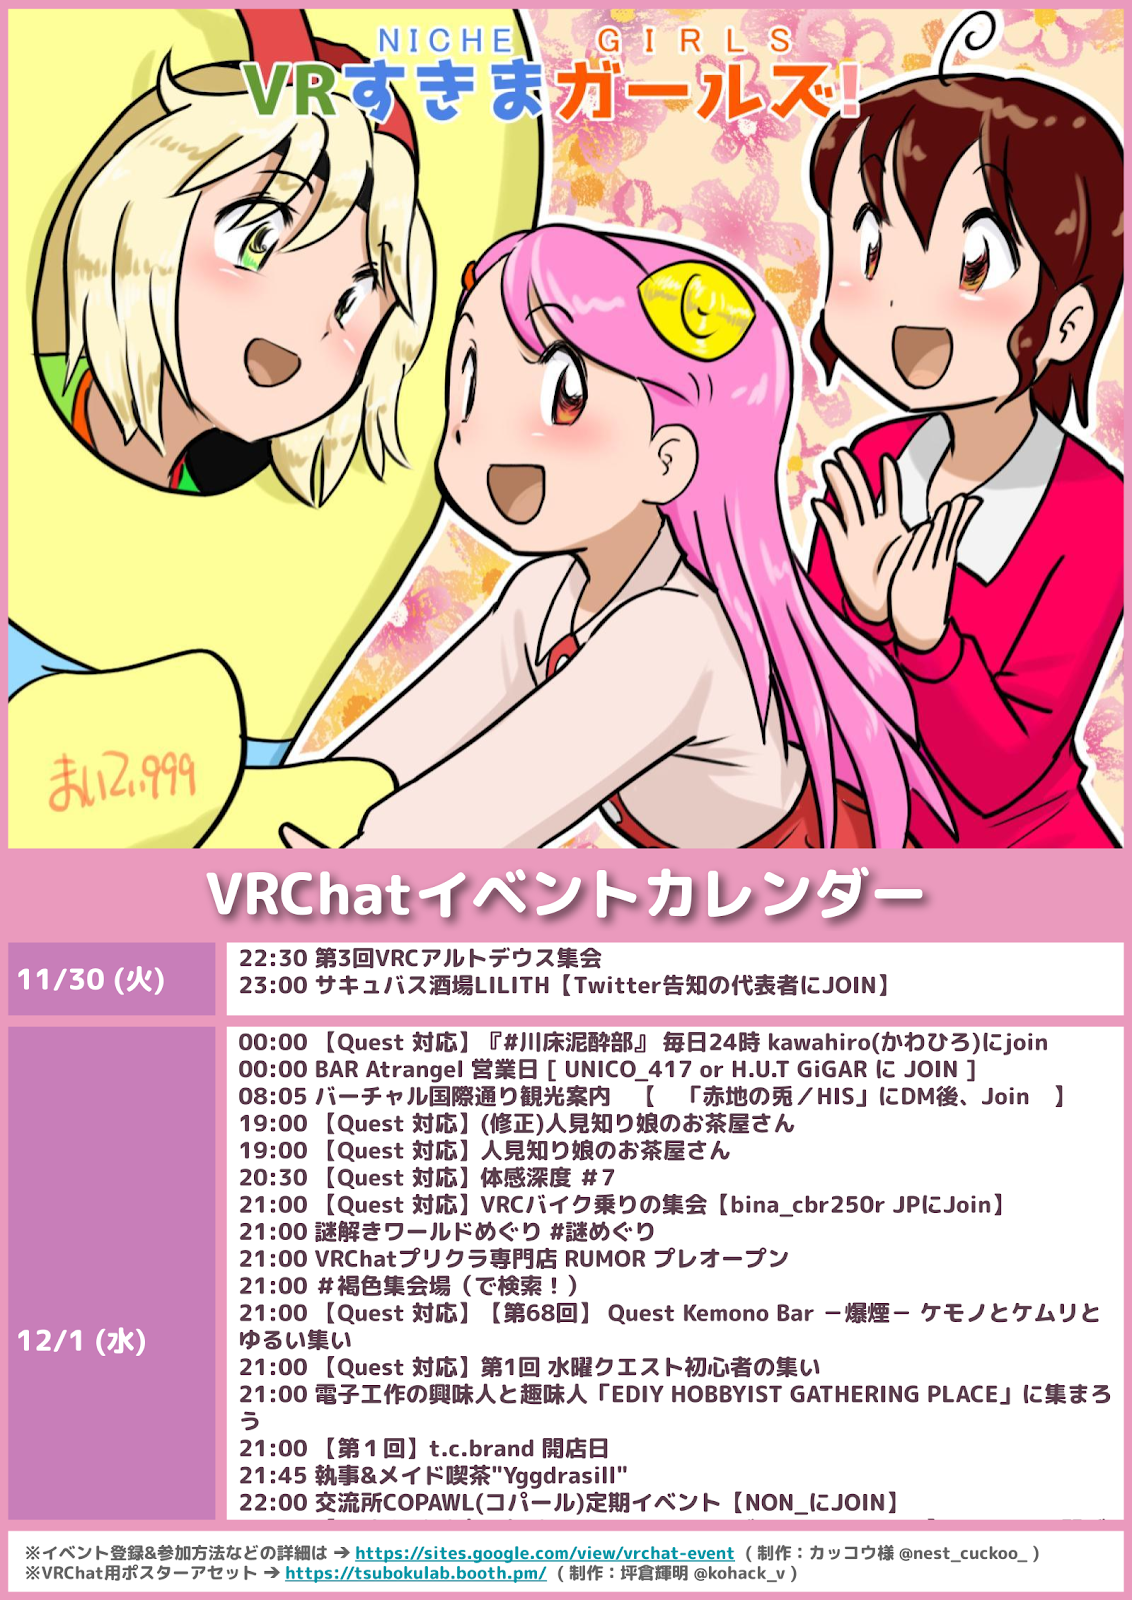 NICHE GIRLS
VRすきまガールズ!
まいてぃ999
VRChatイベントカレンダー
11/30 (火)
22:30 第3回VRCアルトデウス集会
23:00 サキュバス酒場LILITH【Twitter告知の代表者にJOIN】
12/1 (水)
00:00 【Quest 対応】『#川床泥酔部』 毎日24時 kawahiro(かわひろ)にjoin
00:00 BAR Atrangel 営業日 [ UNICO_417 or H.U.T GiGAR に JOIN ]
08:05 バーチャル国際通り観光案内 【 「赤地の兎／HIS」にDM後、Join 】
19:00 【Quest 対応】(修正)人見知り娘のお茶屋さん
19:00 【Quest 対応】人見知り娘のお茶屋さん
20:30 【Quest 対応】体感深度 #7
21:00 【Quest 対応】VRCバイク乗りの集会【bina_cbr250r JPにJoin】
21:00 謎解きワールドめぐり #謎めぐり
21:00 VRChatプリクラ専門店 RUMOR プレオープン
21:00 ＃褐色集会場（で検索！）
21:00 【Quest 対応】【第68回】 Quest Kemono Bar －爆煙－ ケモノとケムリと
ゆるい集い
21:00 【Quest 対応】第1回 水曜クエスト初心者の集い
21:00 電子工作の興味人と趣味人「EDIY HOBBYIST GATHERING PLACE」に集まろ
う
21:00 【第１回】t.c.brand 開店日
21:45 執事&メイド喫茶"Yggdrasill"
22:00 交流所COPAWL(コパール)定期イベント【NON_にJOIN】
※イベント登録&参加方法などの詳細は ➔ https://sites.google.com/view/vrchat-event ( 制作：カッコウ様 @nest_cuckoo_ )
※VRChat用ポスターアセット ➔ https://tsubokulab.booth.pm/ ( 制作：坪倉輝明 @kohack_v )